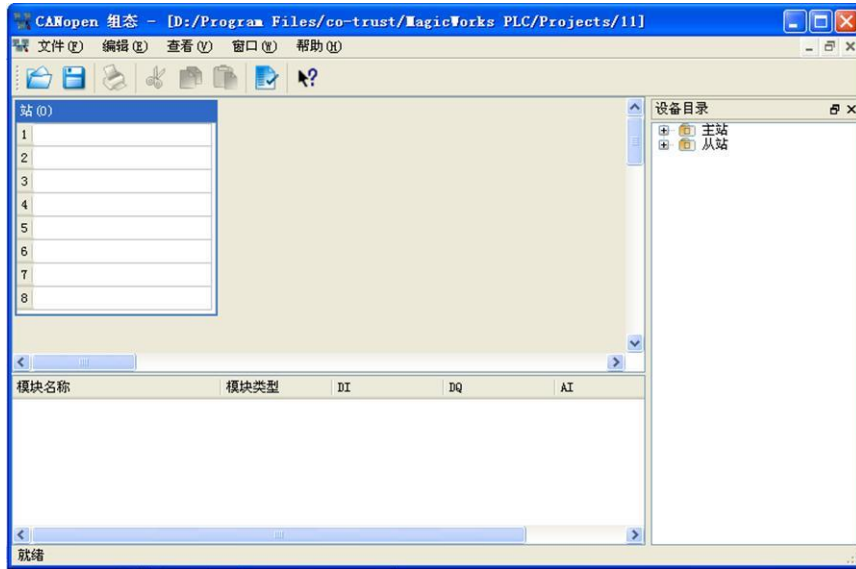 CANopen 组态 - [D:/Program Files/co-trust/MagicWorks PLC/Projects/11]
文件(F) 编辑(E) 查看(V) 窗口(W) 帮助(H)
站(0)
1
2
3
4
5
6
7
8
设备目录
主站
从站
模块名称 模块类型 DI DQ AI
就绪